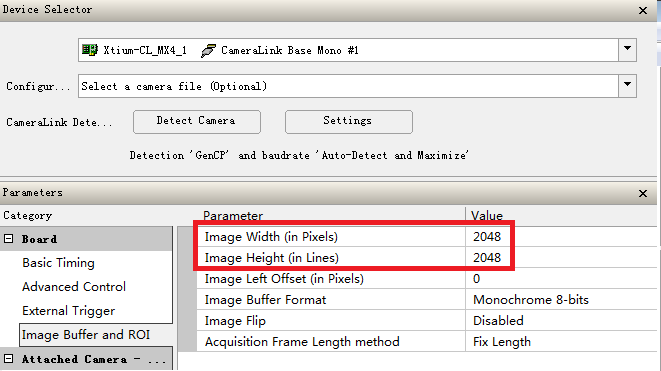 Device Selector
Xtium-CL_MX4_1 CameraLink Base Mono #1
Configur... Select a camera file (Optional)
CameraLink Dete... Detect Camera Settings
Detection 'GenCP' and baudrate 'Auto-Detect and Maximize'
Parameters
Category Parameter Value
Board Image Width (in Pixels) 2048
Basic Timing Image Height (in Lines) 2048
Advanced Control Image Left Offset (in Pixels) 0
External Trigger Image Buffer Format Monochrome 8-bits
Image Buffer and ROI Image Flip Disabled
Attached Camera - ... Acquisition Frame Length method Fix Length